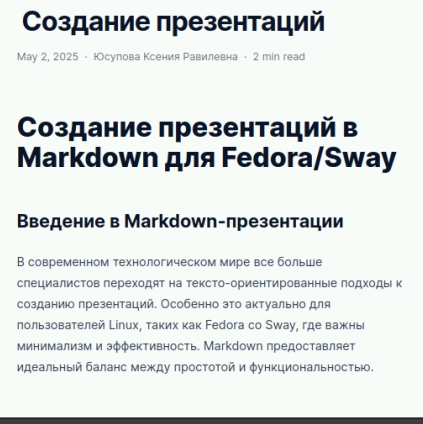 Создание презентаций
May 2, 2025 · Юсупова Ксения Равилевна · 2 min read
Создание презентаций в
Markdown для Fedora/Sway
Введение в Markdown-презентации
В современном технологическом мире все больше
специалистов переходят на тексто-ориентированные подходы к
созданию презентаций. Особенно это актуально для
пользователей Linux, таких как Fedora со Sway, где важны
минимализм и эффективность. Markdown предоставляет
идеальный баланс между простотой и функциональностью.